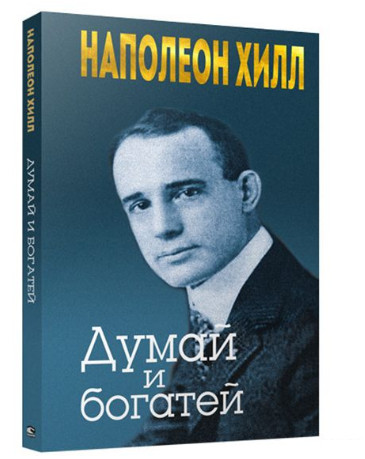 НАПОЛЕОН ХИЛЛ
Думай
и
богатей
НАПОЛЕОН ХИЛЛ
ДУМАЙ И БОГАТЕЙ